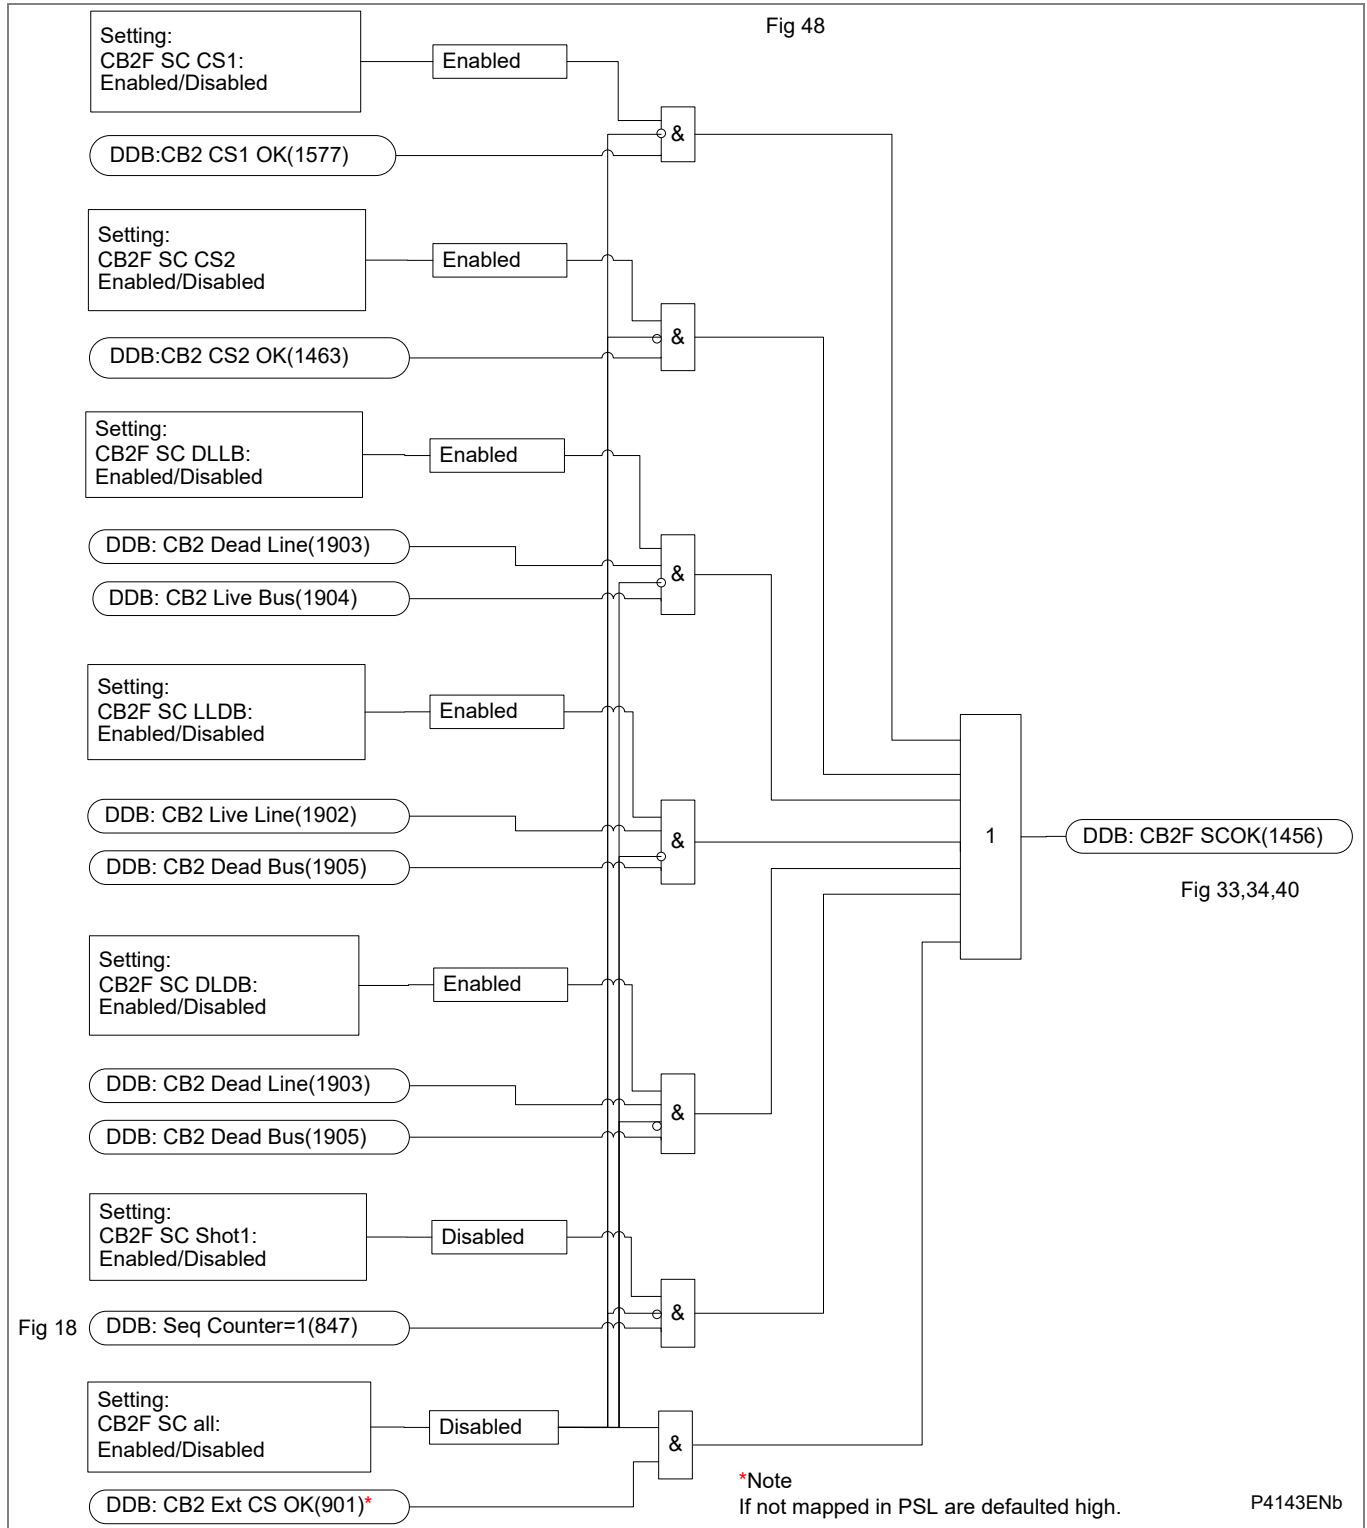 Fig 48
Setting:
CB2F SC CS1:
Enabled/Disabled
Enabled
&
DDB:CB2 CS1 OK(1577)
Setting:
CB2F SC CS2
Enabled/Disabled
Enabled
&
DDB:CB2 CS2 OK(1463)
Setting:
CB2F SC DLLB:
Enabled/Disabled
Enabled
DDB: CB2 Dead Line(1903)
&
DDB: CB2 Live Bus(1904)
Setting:
CB2F SC LLDB:
Enabled/Disabled
Enabled
DDB: CB2 Live Line(1902)
&
DDB: CB2 Dead Bus(1905)
1
DDB: CB2F SCOK(1456)
Fig 33,34,40
Setting:
CB2F SC DLDB:
Enabled/Disabled
Enabled
DDB: CB2 Dead Line(1903)
&
DDB: CB2 Dead Bus(1905)
Setting:
CB2F SC Shot1:
Enabled/Disabled
Disabled
&
Fig 18
DDB: Seq Counter=1(847)
Setting:
CB2F SC all:
Enabled/Disabled
Disabled
&
DDB: CB2 Ext CS OK(901)*
*Note
If not mapped in PSL are defaulted high.
P4143ENb